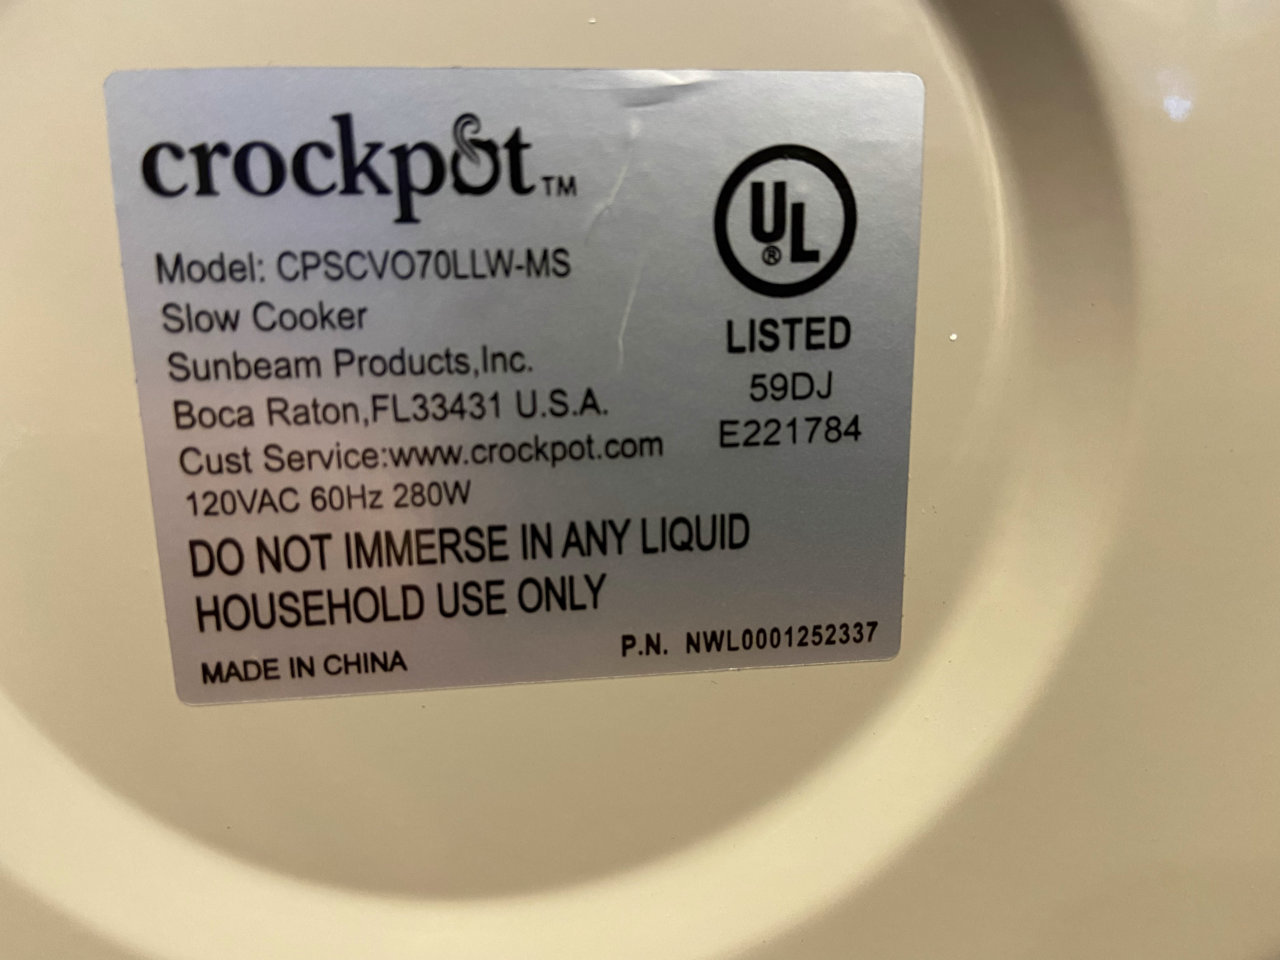 crockpot™
Model: CPSCVO70LLW-MS
Slow Cooker
Sunbeam Products,Inc.
Boca Raton,FL33431 U.S.A.
Cust Service:www.crockpot.com
120VAC 60Hz 280W
DO NOT IMMERSE IN ANY LIQUID
HOUSEHOLD USE ONLY
MADE IN CHINA
UL®
LISTED
59DJ
E221784
P.N. NWL0001252337